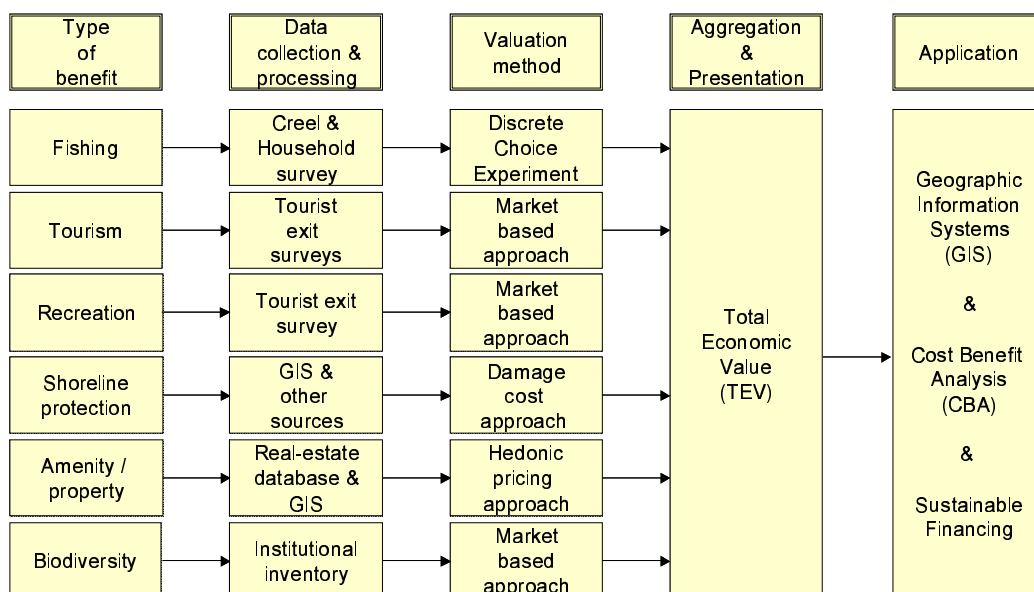 Type
of
benefit
Data
collection &
processing
Valuation
method
Aggregation
&
Presentation
Application
Fishing
Creel &
Household
survey
Discrete
Choice
Experiment
Tourism
Tourist
exit
surveys
Market
based
approach
Recreation
Tourist exit
survey
Market
based
approach
Shoreline
protection
GIS &
other
sources
Damage
cost
approach
Amenity /
property
Real-estate
database &
GIS
Hedonic
pricing
approach
Biodiversity
Institutional
inventory
Market
based
approach
Total
Economic
Value
(TEV)
Geographic
Information
Systems
(GIS)
&
Cost Benefit
Analysis
(CBA)
&
Sustainable
Financing